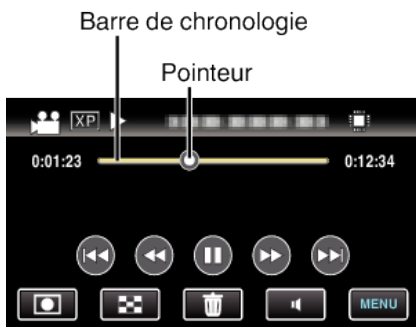 Barre de chronologie
Pointeur
XP
0:01:23 0:12:34
MENU